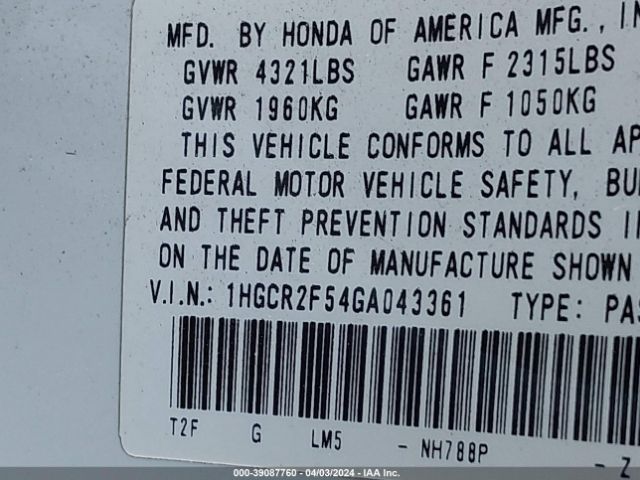 MFD. BY HONDA OF AMERICA MFG., IN
GVWR 4321LBS GAWR F 2315LBS
GVWR 1960KG GAWR F 1050KG
THIS VEHICLE CONFORMS TO ALL AP
FEDERAL MOTOR VEHICLE SAFETY, BU
AND THEFT PREVENTION STANDARDS I
ON THE DATE OF MANUFACTURE SHOWN
V.I.N.: 1HGCR2F54GA043361 TYPE: PAS
T2F G LM5 - NH788P
- Z
000-39087760 - 04/03/2024 - IAA Inc.